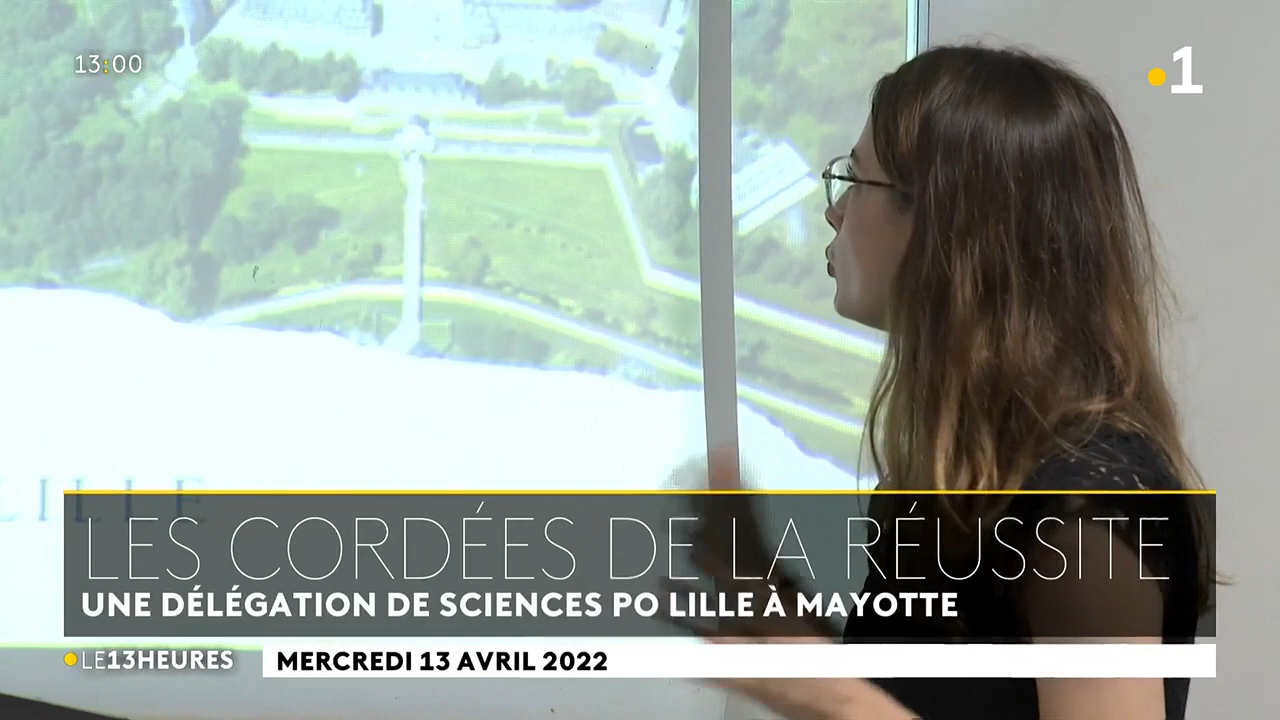 13:00
1
LILLE
LES CORDÉES DE LA RÉUSSITE
UNE DÉLÉGATION DE SCIENCES PO LILLE À MAYOTTE
LE13HEURES
MERCREDI 13 AVRIL 2022